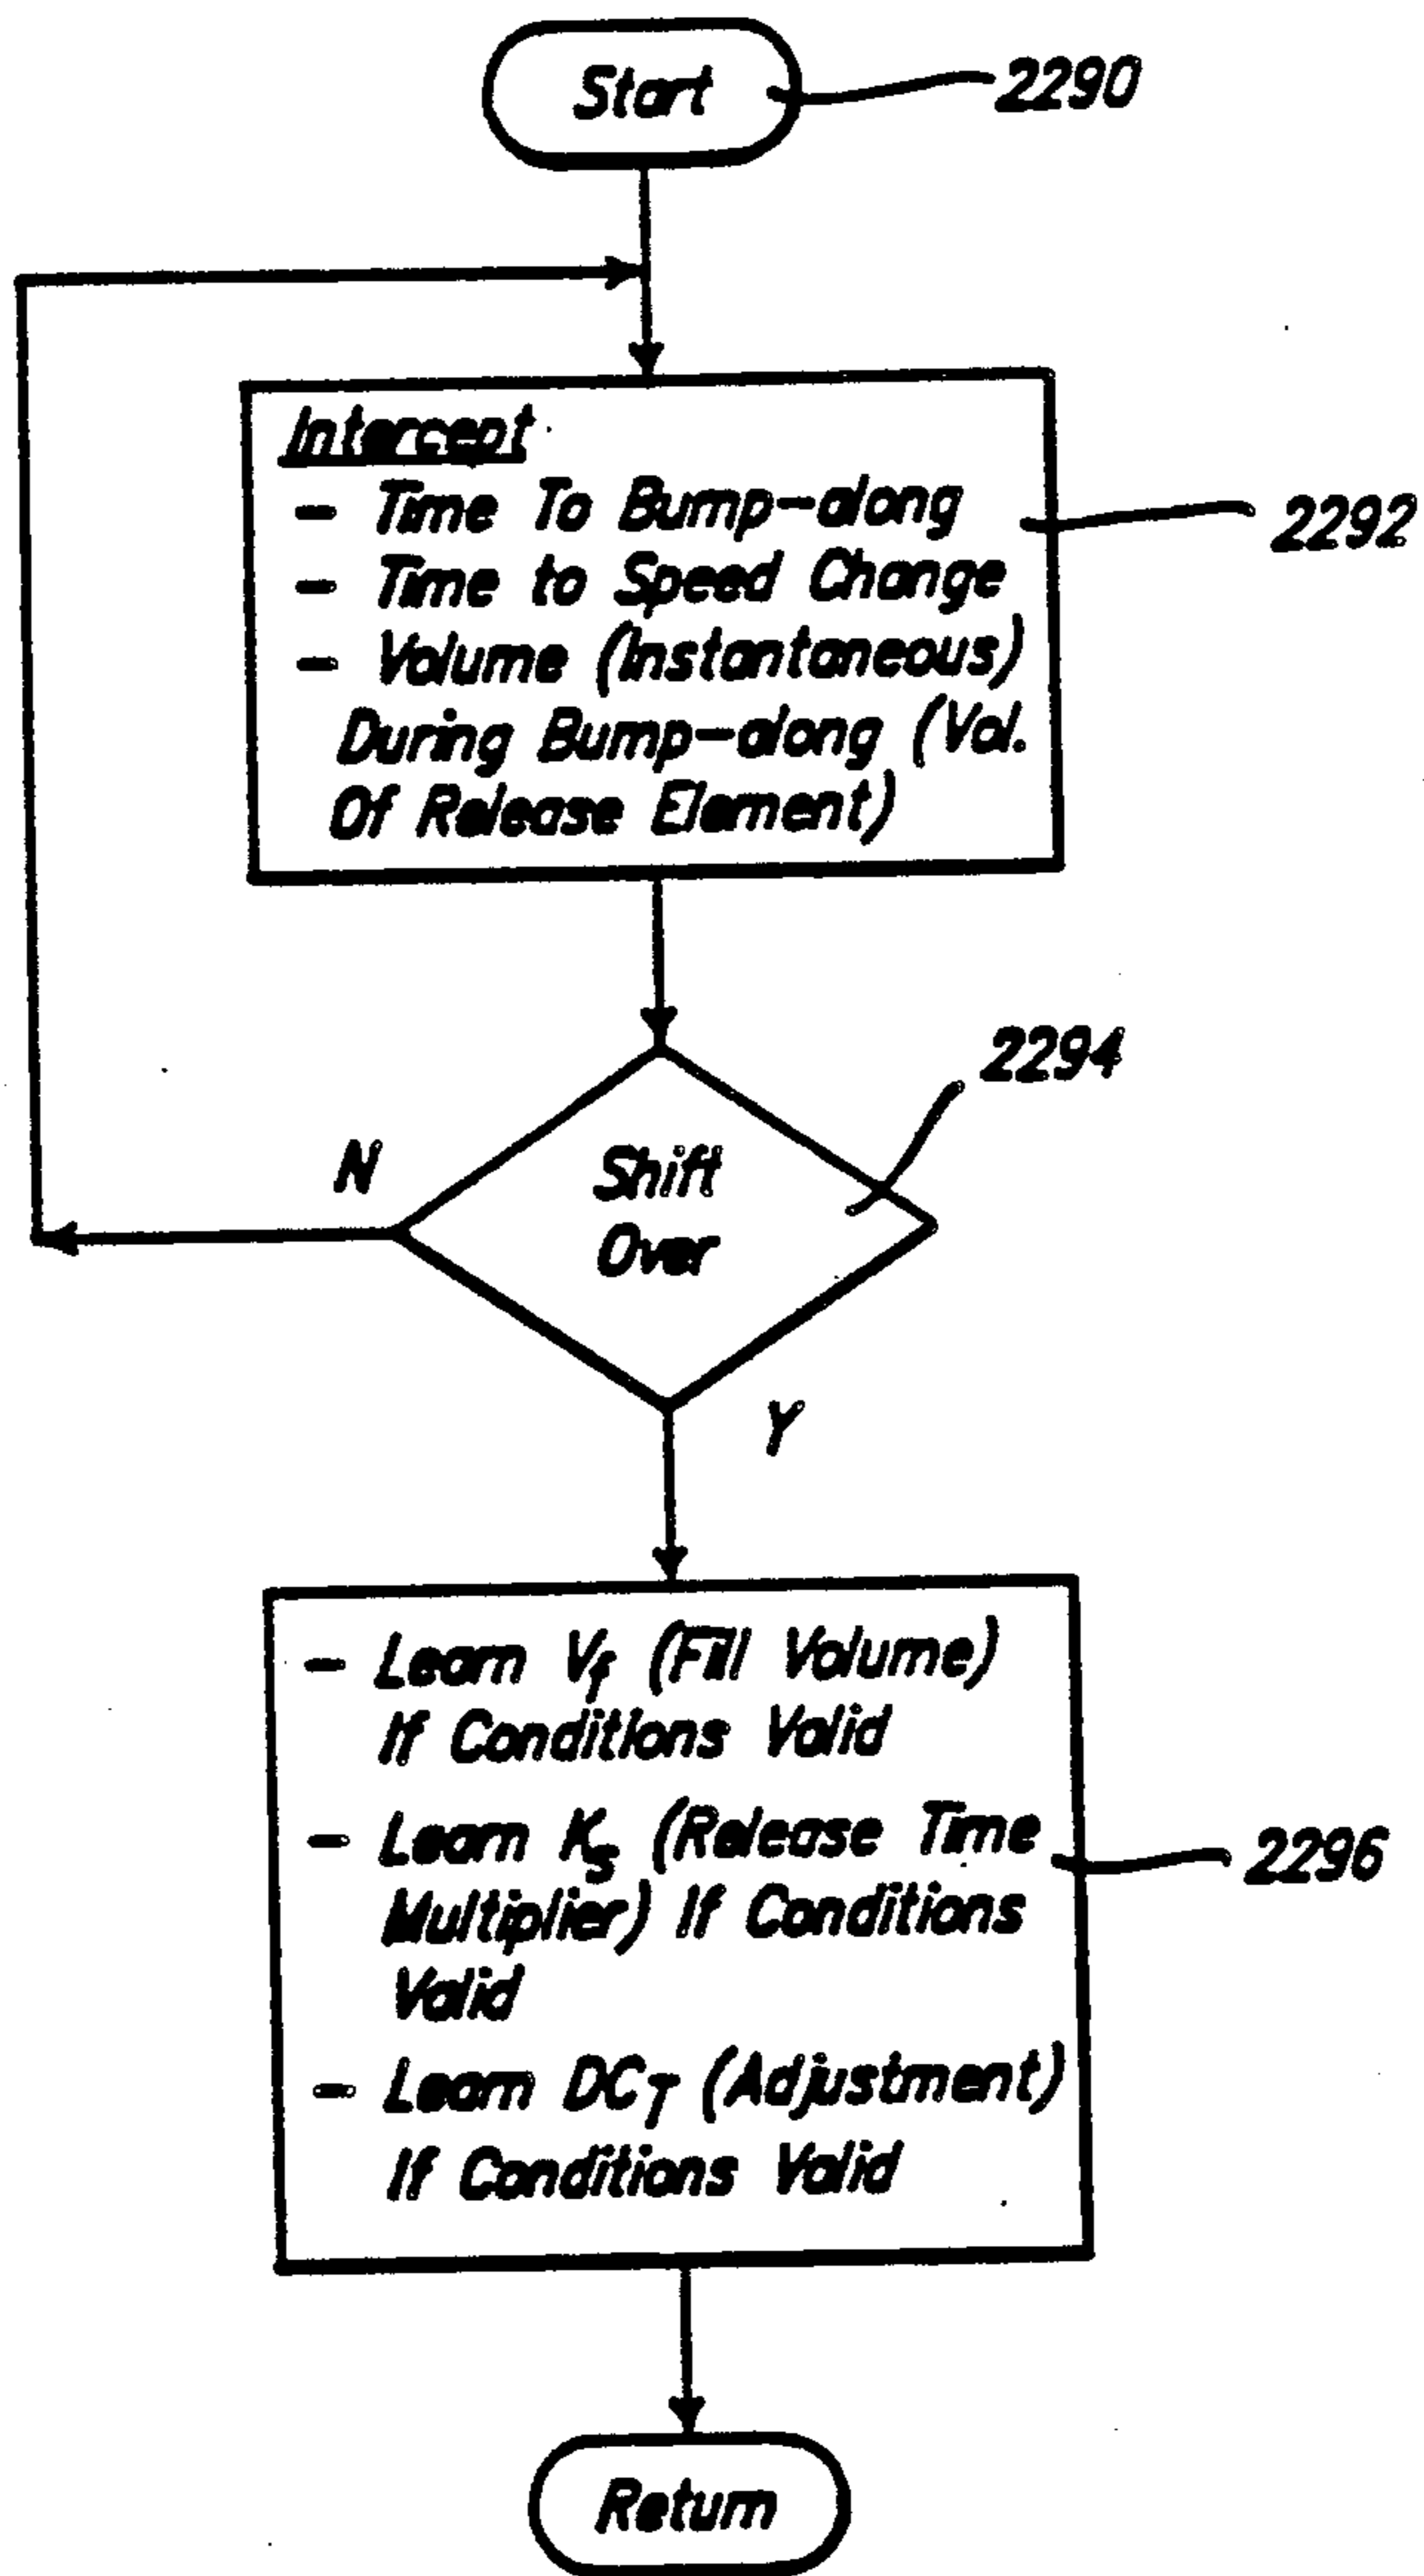 Start
2290
Intercept
- Time To Bump-along
- Time to Speed Change
- Volume (Instantaneous)
During Bump-along (Vol.
Of Release Element)
2292
2294
Shift
Over
N
Y
- Learn Vf (Fill Volume)
If Conditions Valid
- Learn Ks (Release Time
Multiplier) If Conditions
Valid
- Learn DCT (Adjustment)
If Conditions Valid
2296
Return